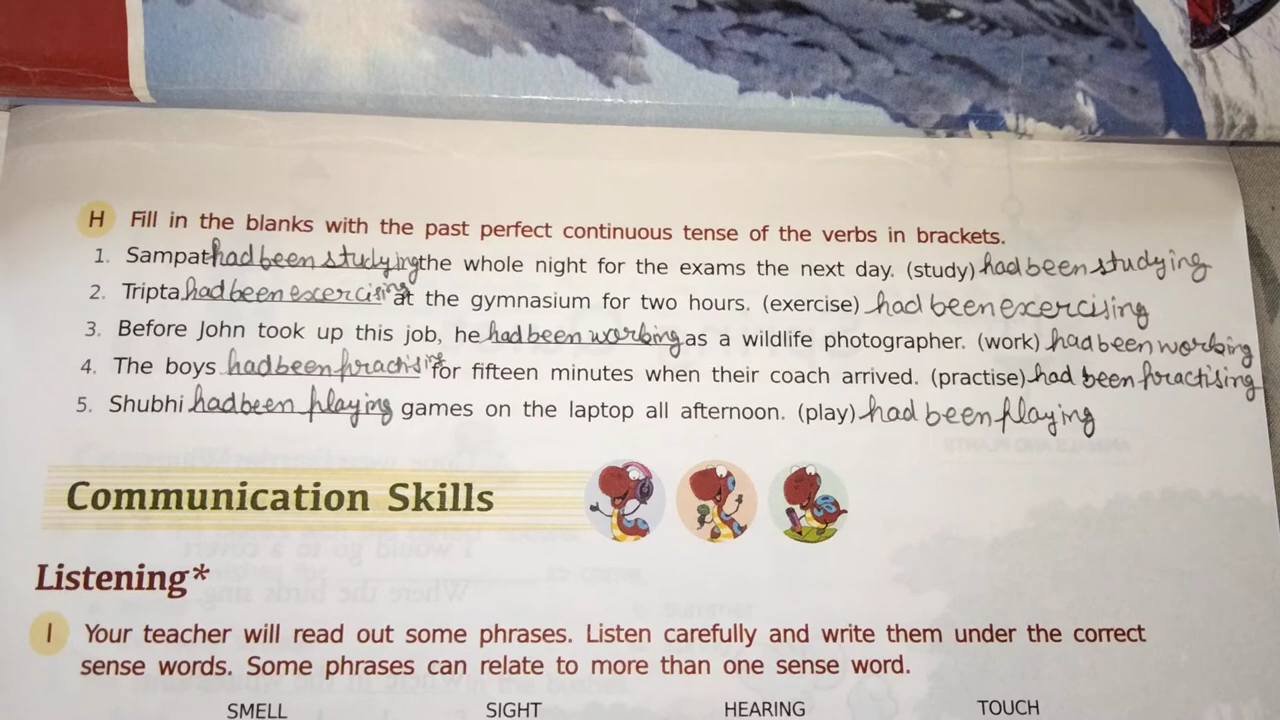 H Fill in the blanks with the past perfect continuous tense of the verbs in brackets.
1. Sampat had been studying the whole night for the exams the next day. (study) had been studying
2. Tripta had been exercising at the gymnasium for two hours. (exercise) had been exercising
3. Before John took up this job, he had been working as a wildlife photographer. (work) had been working
4. The boys had been practising for fifteen minutes when their coach arrived. (practise) had been practising
5. Shubhi had been playing games on the laptop all afternoon. (play) had been playing
Communication Skills
Listening*
I Your teacher will read out some phrases. Listen carefully and write them under the correct
sense words. Some phrases can relate to more than one sense word.
SMELL SIGHT HEARING TOUCH